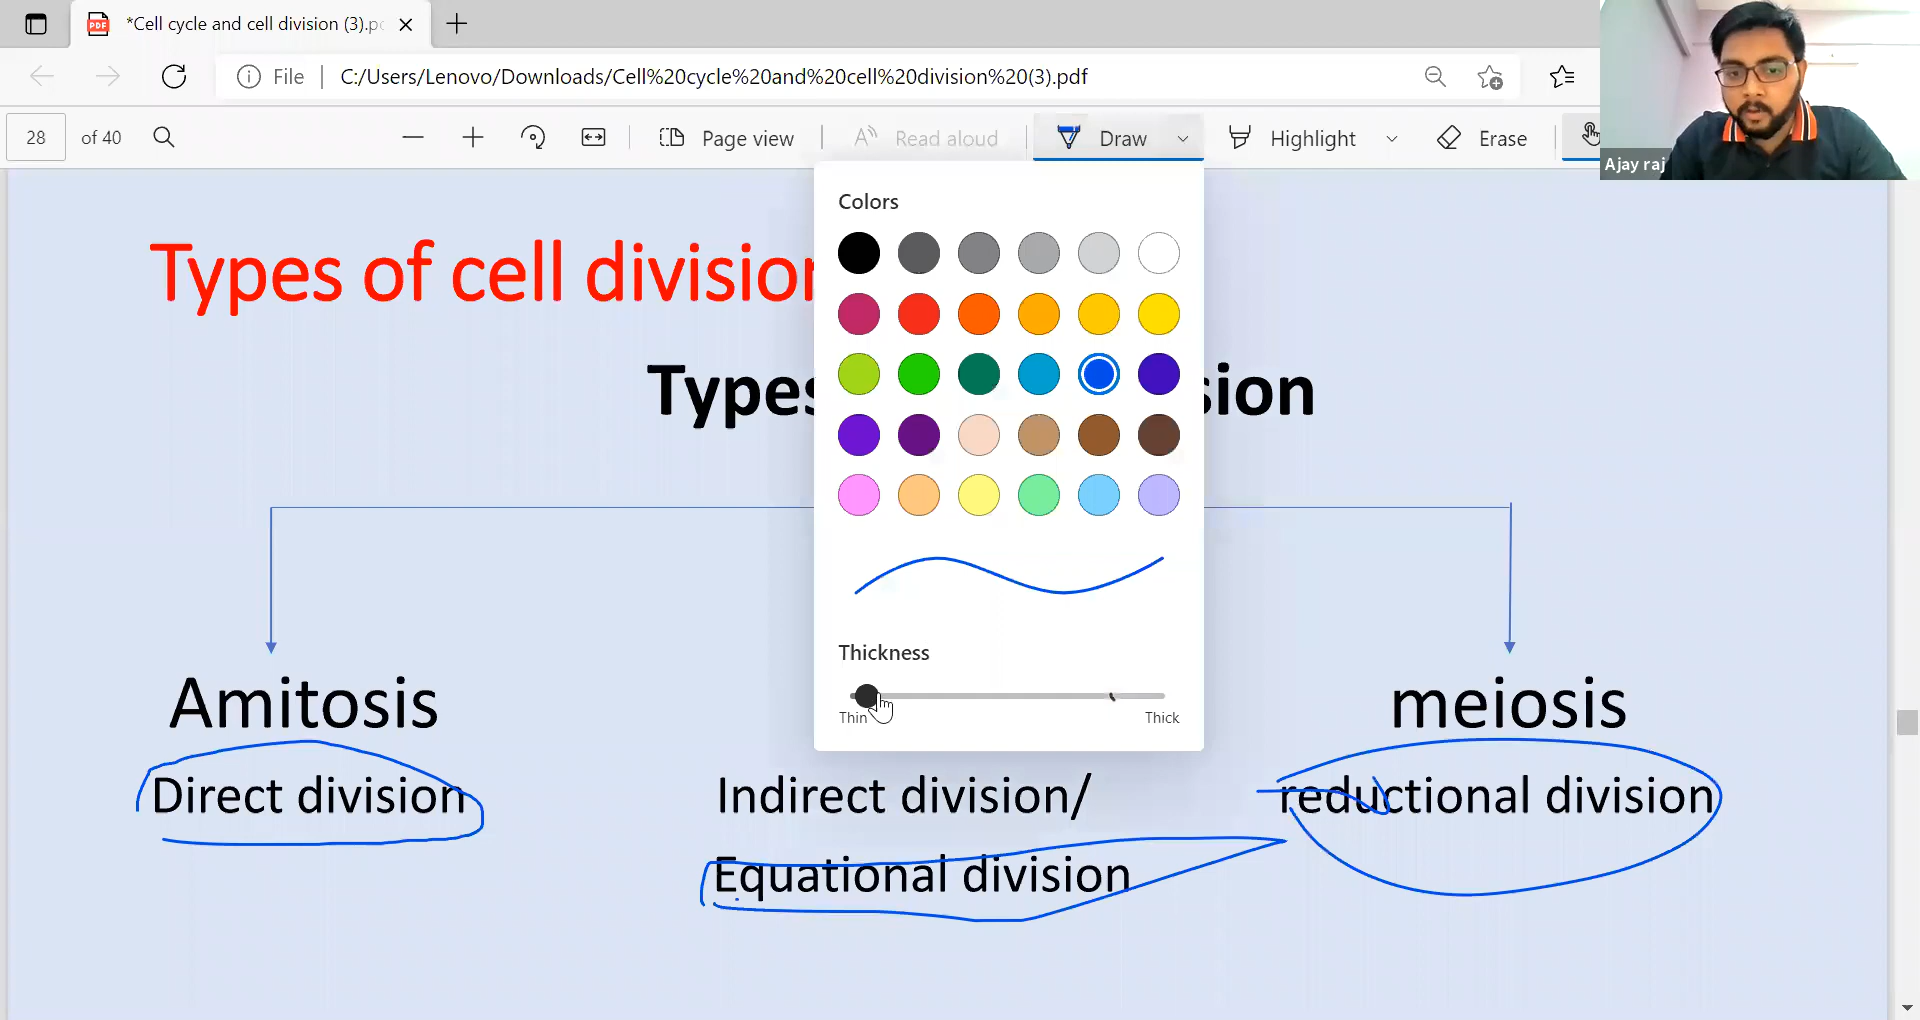 *Cell cycle and cell division (3).p
File
C:/Users/Lenovo/Downloads/Cell%20cycle%20and%20cell%20division%20(3).pdf
28 of 40
Page view
Read aloud
Draw
Highlight
Erase
Ajay raj
Colors
Types of cell division
Types
sion
Thickness
Thin
Thick
Amitosis
meiosis
Direct division
Indirect division/
reductional division
Equational division